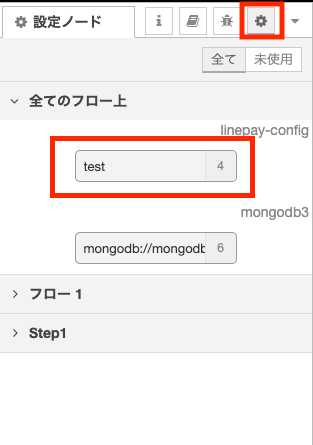 設定ノード
全て 未使用
全てのフロー上
linepay-config
test 4
mongodb3
mongodb://mongodb 6
フロー 1
Step1